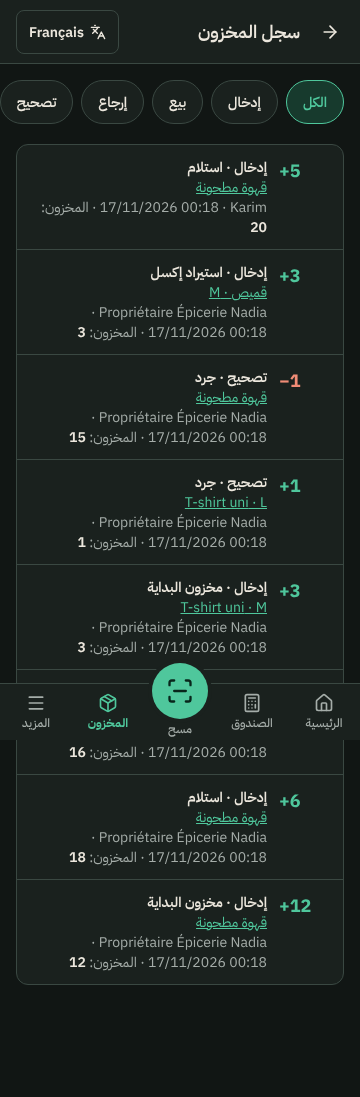 سجل المخزون
Français
الكل
إدخال
بيع
إرجاع
تصحيح
+5
إدخال · استلام
قهوة مطحونة
17/11/2026 00:18 · Karim · المخزون:
20
+3
إدخال · استيراد إكسل
قميص · M
Propriétaire Épicerie Nadia ·
17/11/2026 00:18 · المخزون: 3
−1
تصحيح · جرد
قهوة مطحونة
Propriétaire Épicerie Nadia ·
17/11/2026 00:18 · المخزون: 15
+1
تصحيح · جرد
T-shirt uni · L
Propriétaire Épicerie Nadia ·
17/11/2026 00:18 · المخزون: 1
+3
إدخال · مخزون البداية
T-shirt uni · M
Propriétaire Épicerie Nadia ·
17/11/2026 00:18 · المخزون: 3
الرئيسية
الصندوق
مسح
المخزون
المزيد
17/11/2026 00:18 · المخزون: 16
+6
إدخال · استلام
قهوة مطحونة
Propriétaire Épicerie Nadia ·
17/11/2026 00:18 · المخزون: 18
+12
إدخال · مخزون البداية
قهوة مطحونة
Propriétaire Épicerie Nadia ·
17/11/2026 00:18 · المخزون: 12